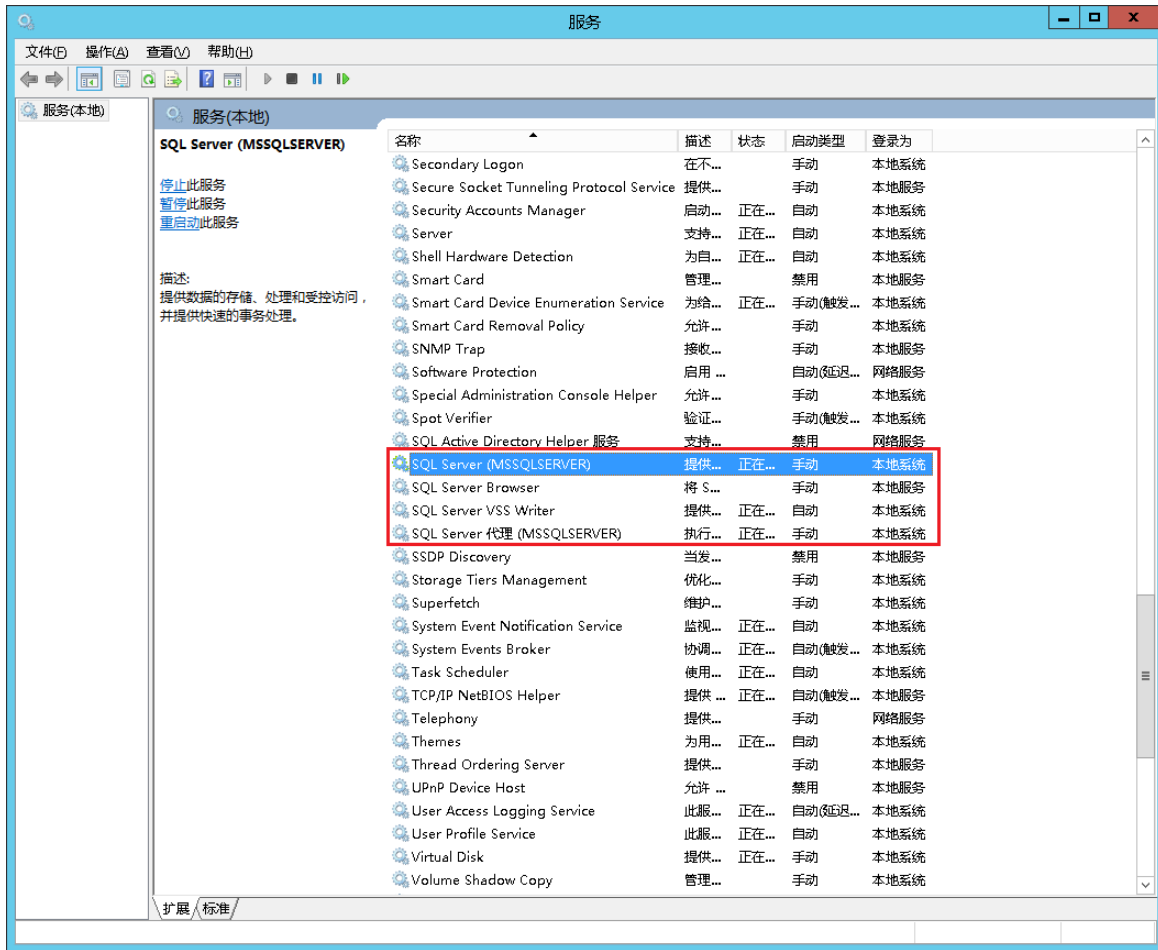 服务
文件(F) 操作(A) 查看(V) 帮助(H)
服务(本地)
服务(本地)
SQL Server (MSSQLSERVER)
停止此服务
暂停此服务
重启动此服务
描述:
提供数据的存储、处理和受控访问，
并提供快速的事务处理。
名称 描述 状态 启动类型 登录为
Secondary Logon 在不... 手动 本地系统
Secure Socket Tunneling Protocol Service 提供... 手动 本地服务
Security Accounts Manager 启动... 正在... 自动 本地系统
Server 支持... 正在... 自动 本地系统
Shell Hardware Detection 为自... 正在... 自动 本地系统
Smart Card 管理... 禁用 本地服务
Smart Card Device Enumeration Service 为给... 正在... 手动(触发... 本地系统
Smart Card Removal Policy 允许... 手动 本地系统
SNMP Trap 接收... 手动 本地服务
Software Protection 启用 ... 自动(延迟... 网络服务
Special Administration Console Helper 允许... 手动 本地系统
Spot Verifier 验证... 手动(触发... 本地系统
SQL Active Directory Helper 服务 支持... 禁用 网络服务
SQL Server (MSSQLSERVER) 提供... 正在... 手动 本地系统
SQL Server Browser 将 S... 手动 本地服务
SQL Server VSS Writer 提供... 正在... 自动 本地系统
SQL Server 代理 (MSSQLSERVER) 执行... 正在... 手动 本地系统
SSDP Discovery 当发... 禁用 本地服务
Storage Tiers Management 优化... 手动 本地系统
Superfetch 维护... 手动 本地系统
System Event Notification Service 监视... 正在... 自动 本地系统
System Events Broker 协调... 正在... 自动(触发... 本地系统
Task Scheduler 使用... 正在... 自动 本地系统
TCP/IP NetBIOS Helper 提供 ... 正在... 自动(触发... 本地服务
Telephony 提供... 手动 网络服务
Themes 为用... 正在... 自动 本地系统
Thread Ordering Server 提供... 手动 本地服务
UPnP Device Host 允许 ... 禁用 本地服务
User Access Logging Service 此服... 正在... 自动(延迟... 本地系统
User Profile Service 此服... 正在... 自动 本地系统
Virtual Disk 提供... 正在... 手动 本地系统
Volume Shadow Copy 管理... 手动 本地系统
扩展 标准